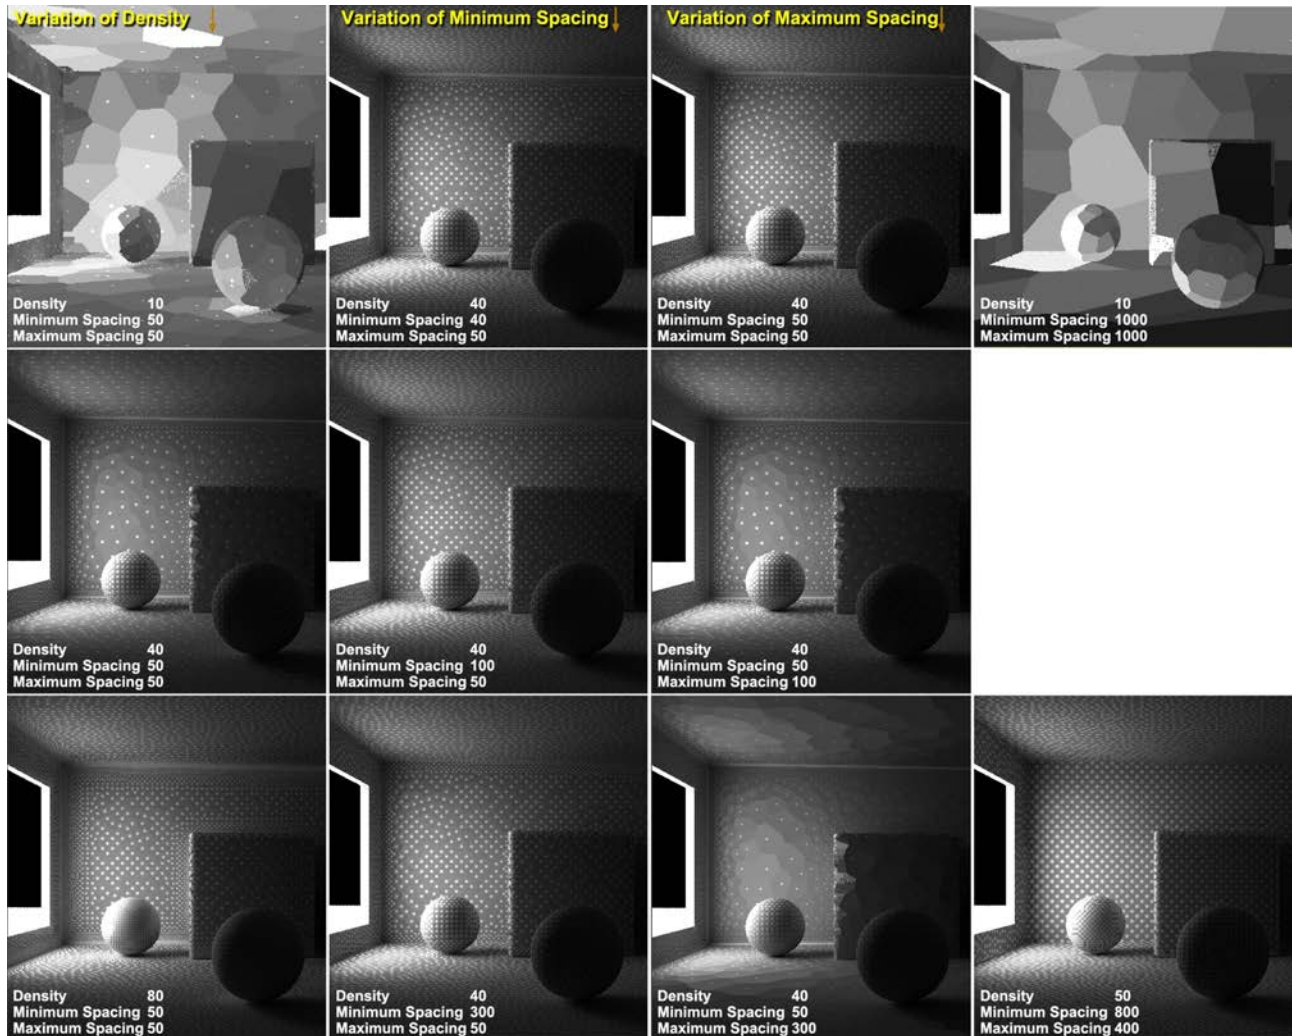 Variation of Density
Variation of Minimum Spacing
Variation of Maximum Spacing
Density 10
Minimum Spacing 50
Maximum Spacing 50
Density 40
Minimum Spacing 40
Maximum Spacing 50
Density 40
Minimum Spacing 50
Maximum Spacing 50
Density 10
Minimum Spacing 1000
Maximum Spacing 1000
Density 40
Minimum Spacing 50
Maximum Spacing 50
Density 40
Minimum Spacing 100
Maximum Spacing 50
Density 40
Minimum Spacing 50
Maximum Spacing 100
Density 80
Minimum Spacing 50
Maximum Spacing 50
Density 40
Minimum Spacing 300
Maximum Spacing 50
Density 40
Minimum Spacing 50
Maximum Spacing 300
Density 50
Minimum Spacing 800
Maximum Spacing 400